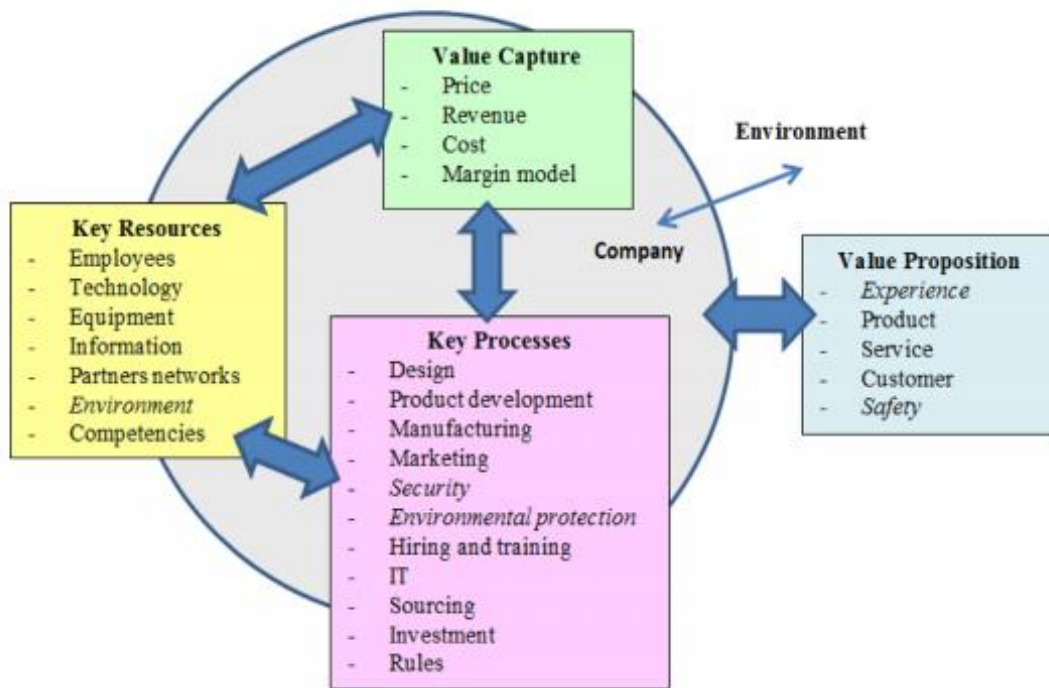 Value Capture
- Price
- Revenue
- Cost
- Margin model
Environment
Company
Key Resources
- Employees
- Technology
- Equipment
- Information
- Partners networks
- Environment
- Competencies
Key Processes
- Design
- Product development
- Manufacturing
- Marketing
- Security
- Environmental protection
- Hiring and training
- IT
- Sourcing
- Investment
- Rules
Value Proposition
- Experience
- Product
- Service
- Customer
- Safety